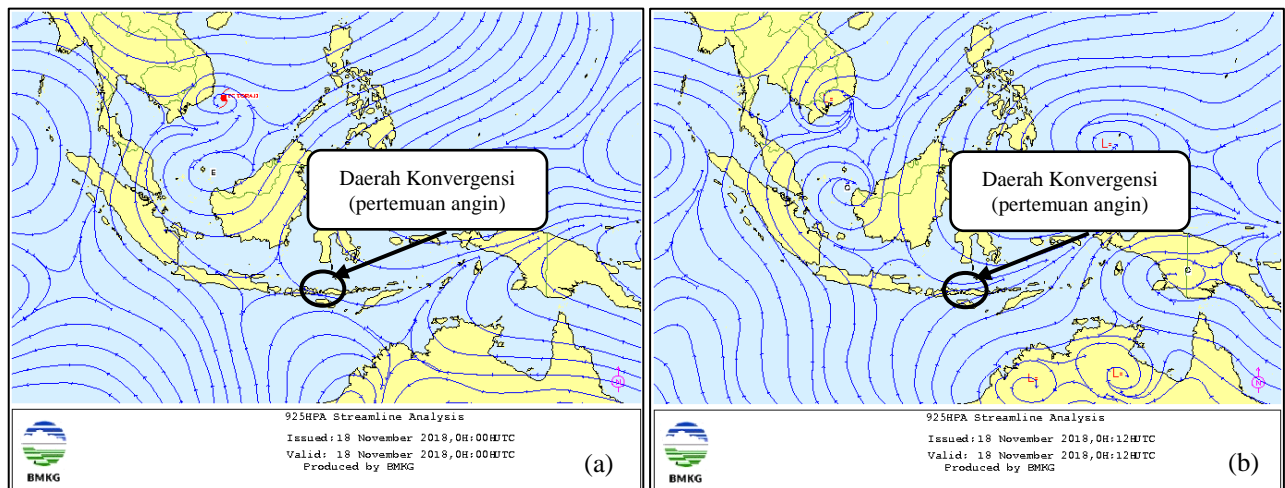 TC TORAJI
E
Daerah Konvergensi
(pertemuan angin)
N
925HPA Streamline Analysis
Issued:18 November 2018,0H:00HUTC
Valid: 18 November 2018,0H:00HUTC
Produced by BMKG
BMKG
(a)
L
C
Daerah Konvergensi
(pertemuan angin)
C
L
L
N
925HPA Streamline Analysis
Issued:18 November 2018,0H:12HUTC
Valid: 18 November 2018,0H:12HUTC
Produced by BMKG
BMKG
(b)